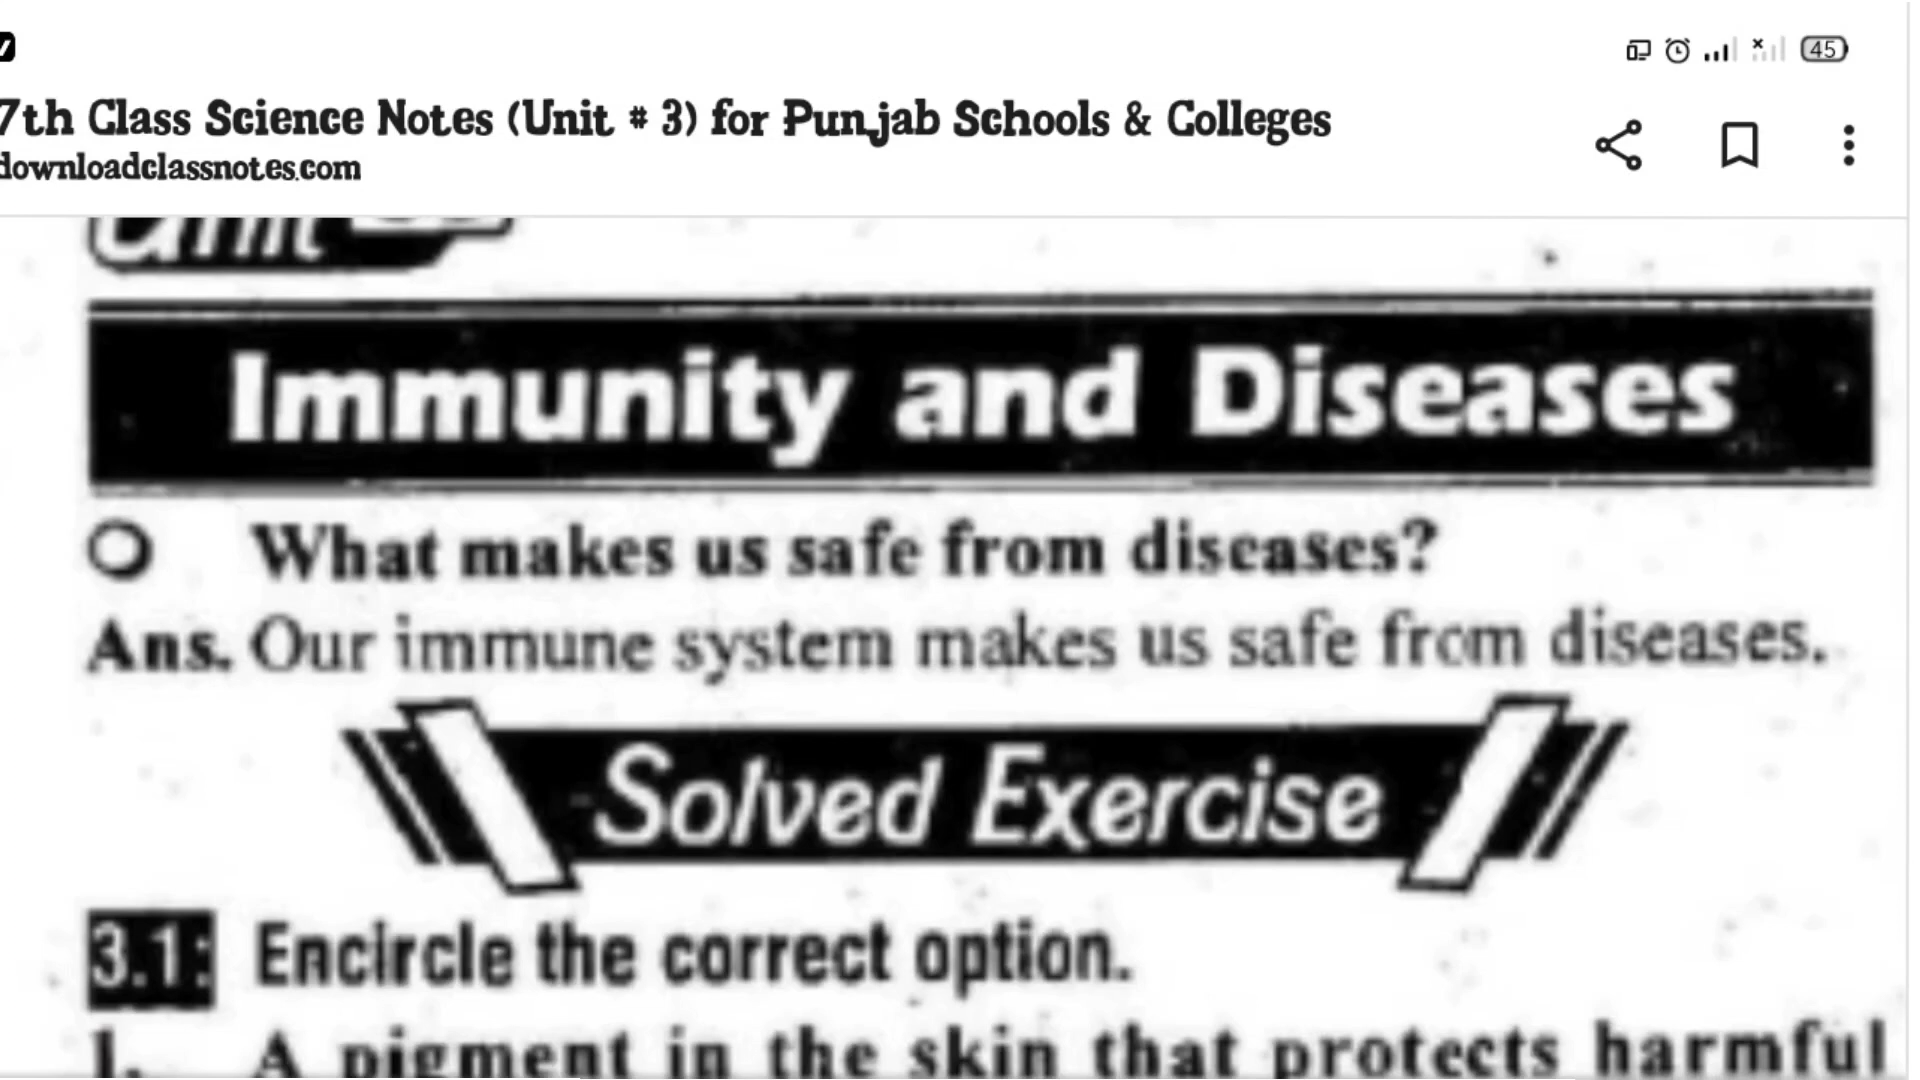 45
7th Class Science Notes (Unit # 3) for Punjab Schools & Colleges
downloadclassnotes.com
Unit
Immunity and Diseases
What makes us safe from diseases?
Ans. Our immune system makes us safe from diseases.
Solved Exercise
3.1: Encircle the correct option.
1. A pigment in the skin that protects harmful